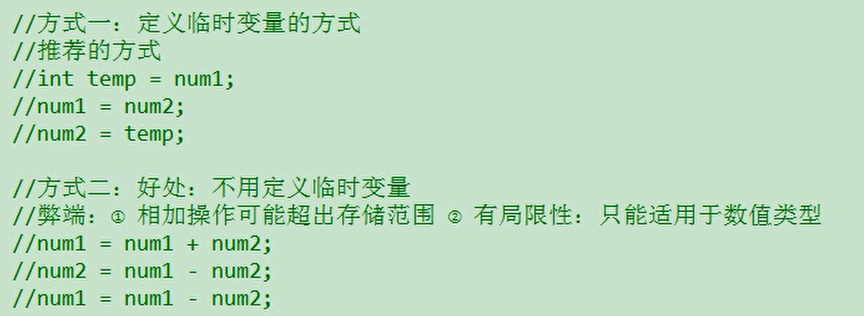 //方式一：定义临时变量的方式
//推荐的方式
//int temp = num1;
//num1 = num2;
//num2 = temp;
//方式二：好处：不用定义临时变量
//弊端：① 相加操作可能超出存储范围 ② 有局限性：只能适用于数值类型
//num1 = num1 + num2;
//num2 = num1 - num2;
//num1 = num1 - num2;